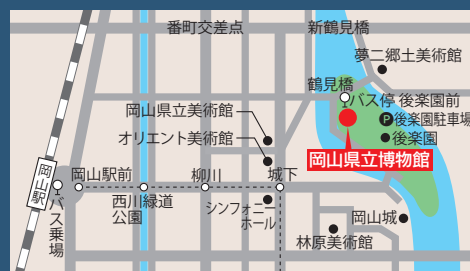 番町交差点
新鶴見橋
夢二郷土美術館
鶴見橋
バス停 後楽園前
岡山県立美術館
P後楽園駐車場
オリエント美術館
後楽園
岡山県立博物館
岡山駅
岡山駅前
柳川
城下
バス乗場
西川緑道
公園
シンフォニー
ホール
岡山城
林原美術館